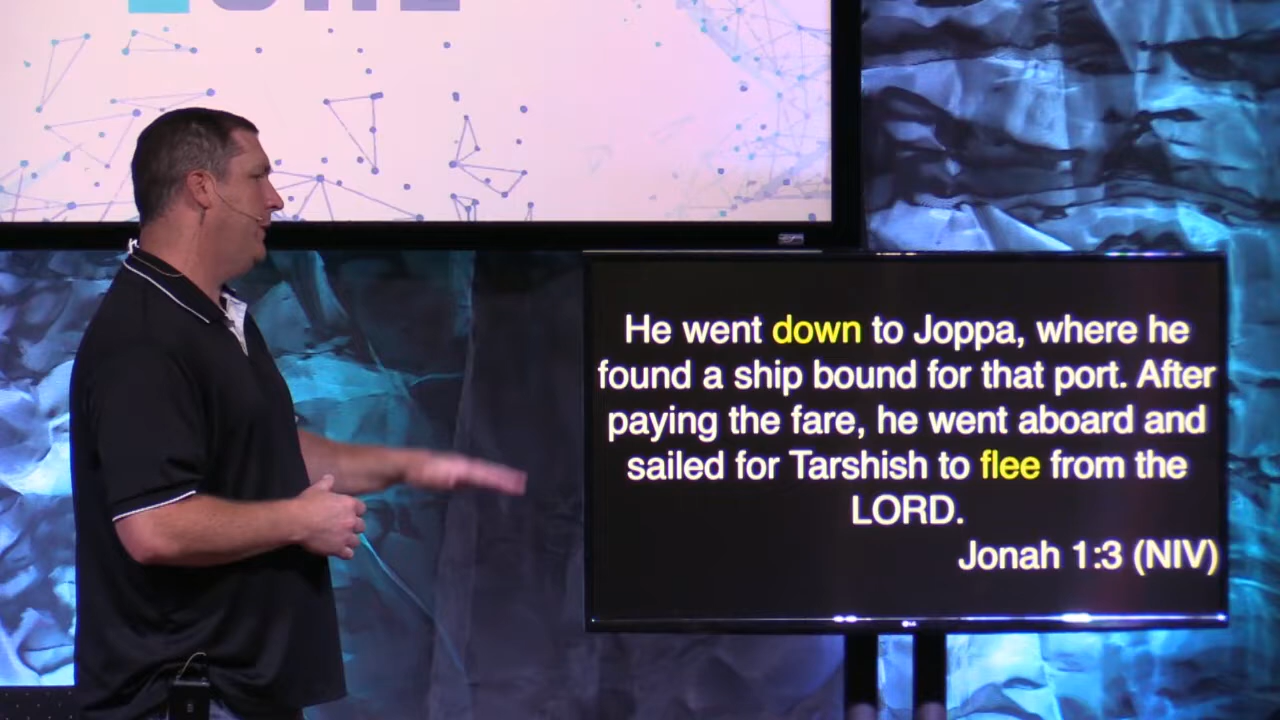 He went down to Joppa, where he
found a ship bound for that port. After
paying the fare, he went aboard and
sailed for Tarshish to flee from the
LORD.
Jonah 1:3 (NIV)
LG